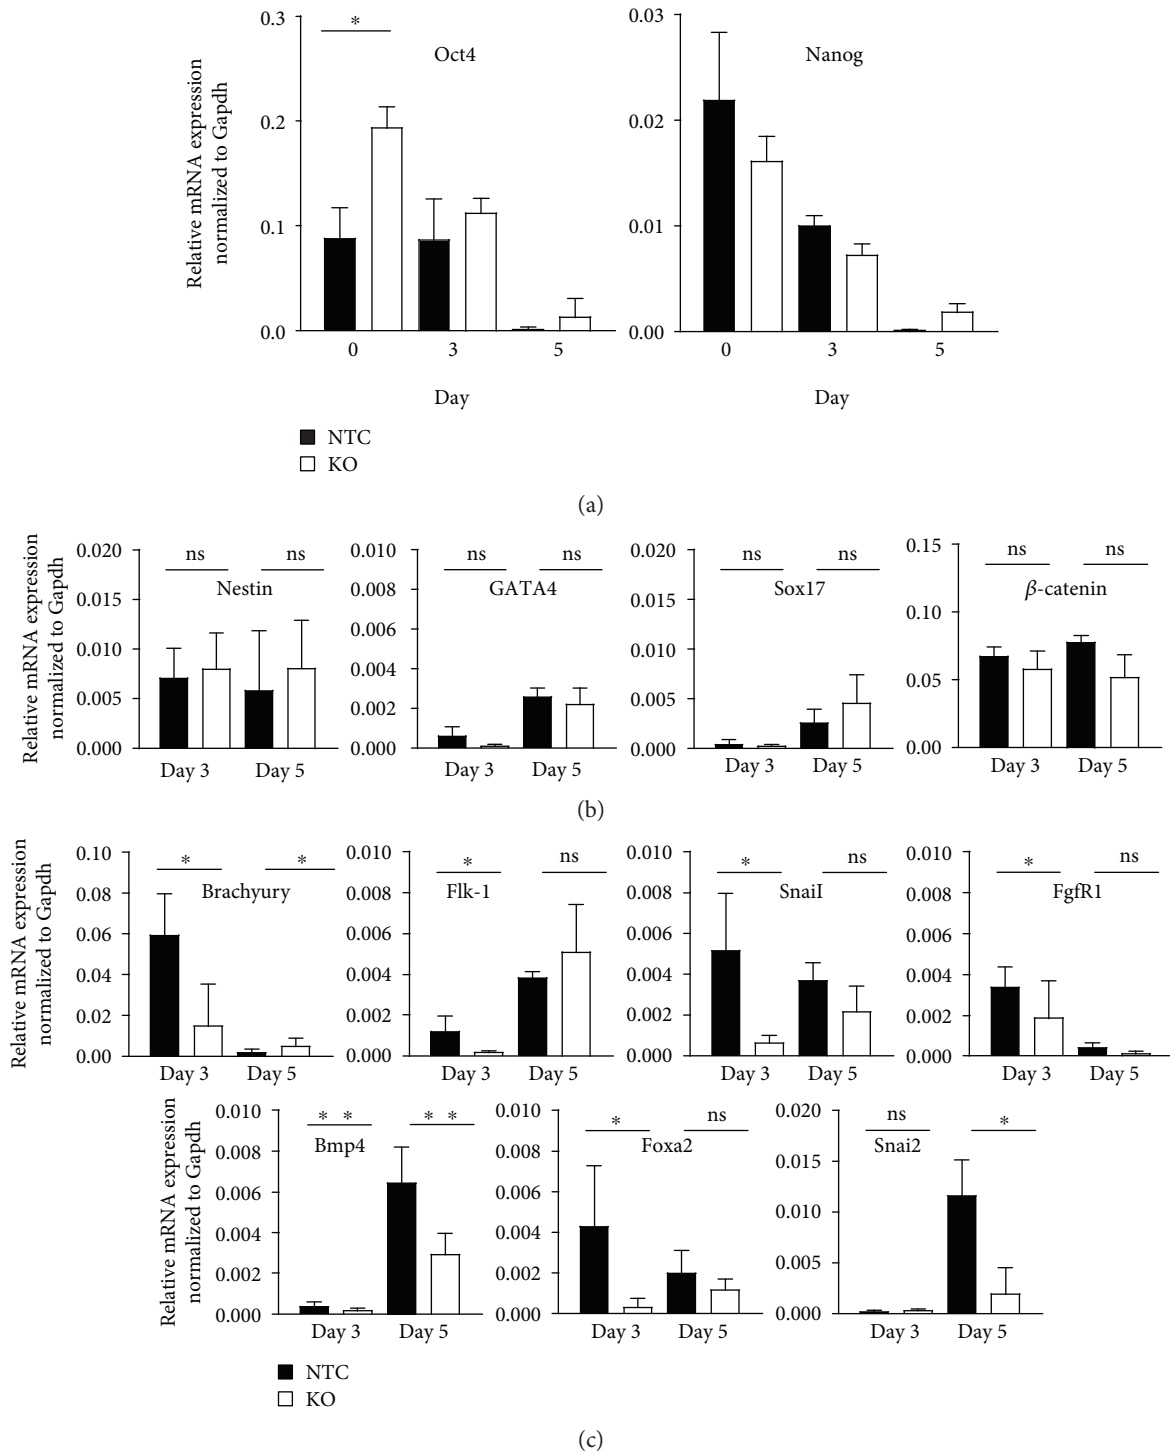 Relative mRNA expression
normalized to Gapdh
0.3
0.2
0.1
0.0
*
Oct4
0 3 5
Day
0.03
0.02
0.01
0.00
Nanog
0 3 5
Day
NTC
KO
(a)
Relative mRNA expression
normalized to Gapdh
0.020
0.015
0.010
0.005
0.000
ns ns
Nestin
Day 3 Day 5
0.010
0.008
0.006
0.004
0.002
0.000
ns ns
GATA4
Day 3 Day 5
0.020
0.015
0.010
0.005
0.000
ns ns
Sox17
Day 3 Day 5
0.15
0.10
0.05
0.00
ns ns
β-catenin
Day 3 Day 5
(b)
Relative mRNA expression
normalized to Gapdh
0.10
0.08
0.06
0.04
0.02
0.00
* *
Brachyury
Day 3 Day 5
0.010
0.008
0.006
0.004
0.002
0.000
* ns
Flk-1
Day 3 Day 5
0.010
0.008
0.006
0.004
0.002
0.000
* ns
SnaiI
Day 3 Day 5
0.010
0.008
0.006
0.004
0.002
0.000
* ns
FgfR1
Day 3 Day 5
Relative mRNA expression
normalized to Gapdh
0.010
0.008
0.006
0.004
0.002
0.000
** **
Bmp4
Day 3 Day 5
0.010
0.008
0.006
0.004
0.002
0.000
* ns
Foxa2
Day 3 Day 5
0.020
0.015
0.010
0.005
0.000
ns *
Snai2
Day 3 Day 5
NTC
KO
(c)